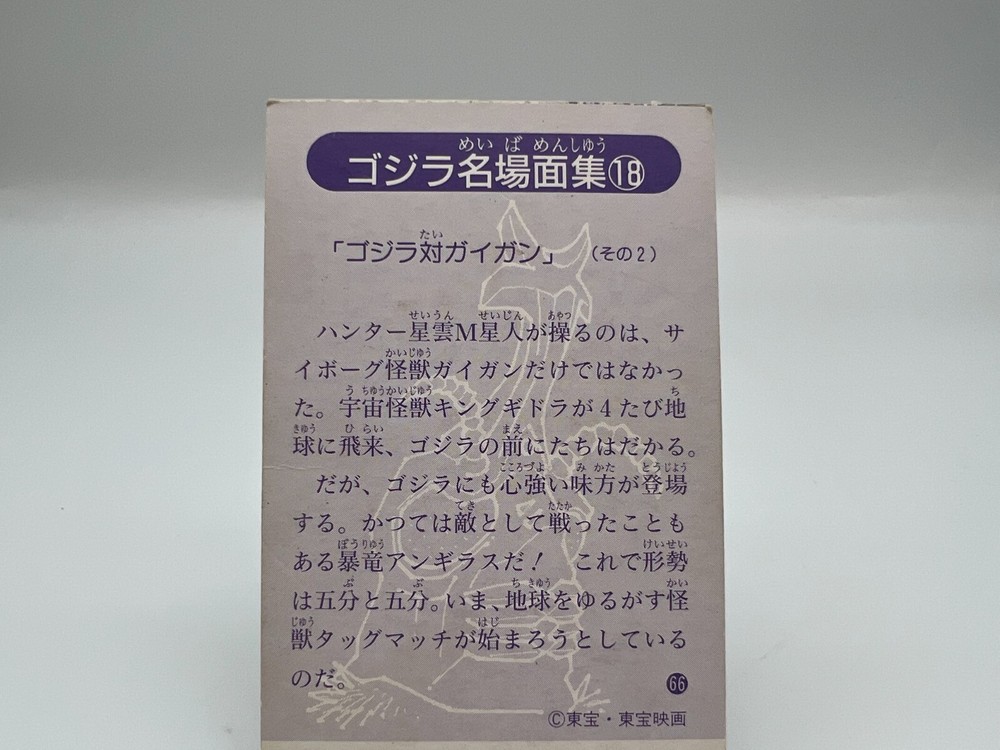 めいばめんしゅう
ゴジラ名場面集⑱
たい
「ゴジラ対ガイガン」（その2）
せいうん せいじん あやつ
ハンター星雲M星人が操るのは、サ
かいじゅう
イボーグ怪獣ガイガンだけではなかっ
う ちゅうかいじゅう ち
た。宇宙怪獣キングギドラが4たび地
きゅう ひ らい まえ
球に飛来、ゴジラの前にたちはだかる。
こころづよ み かた とうじょう
だが、ゴジラにも心強い味方が登場
てき たたか
する。かつては敵として戦ったことも
ぼうりゅう けいせい
ある暴竜アンギラスだ！ これで形勢
ぶ ぶ ち きゅう かい
は五分と五分。いま、地球をゆるがす怪
じゅう はじ
獣タッグマッチが始まろうとしている
のだ。
66
©東宝・東宝映画